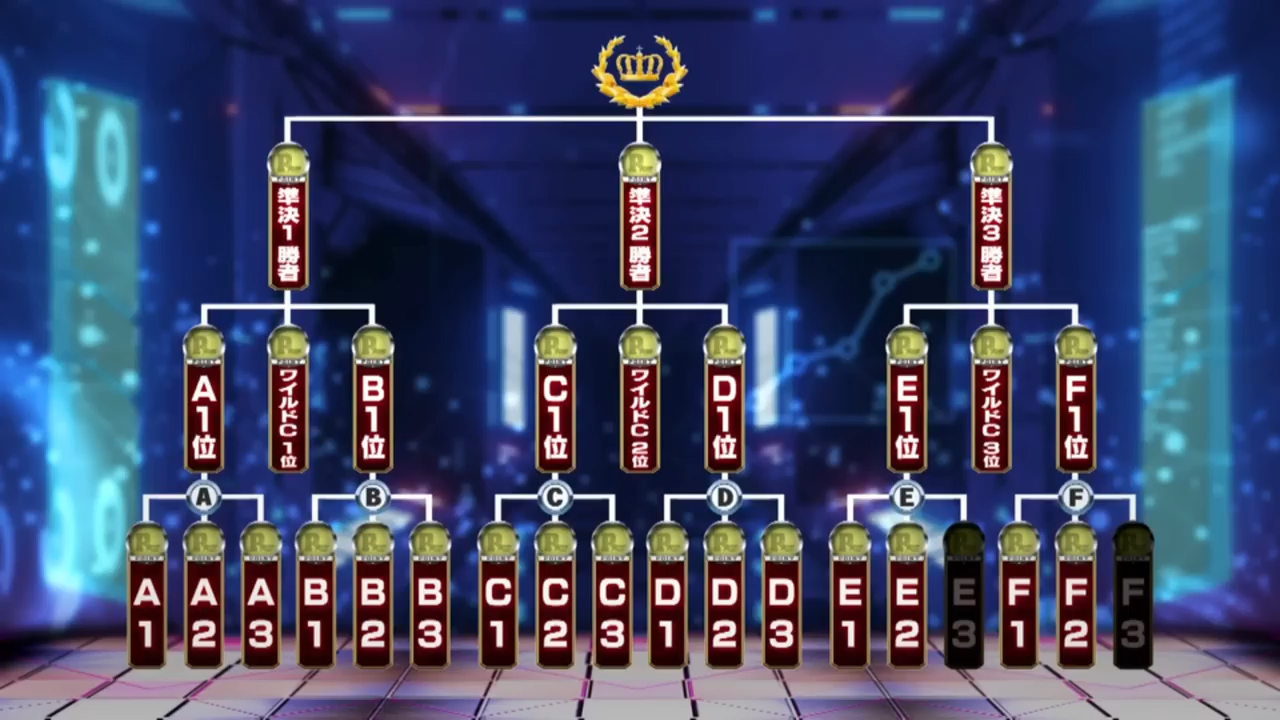 準決1 勝者
準決2 勝者
準決3 勝者
A1位
ワイルドC 1位
B1位
C1位
ワイルドC 2位
D1位
E1位
ワイルドC 3位
F1位
A
B
C
D
E
F
A1
A2
A3
B1
B2
B3
C1
C2
C3
D1
D2
D3
E1
E2
E3
F1
F2
F3